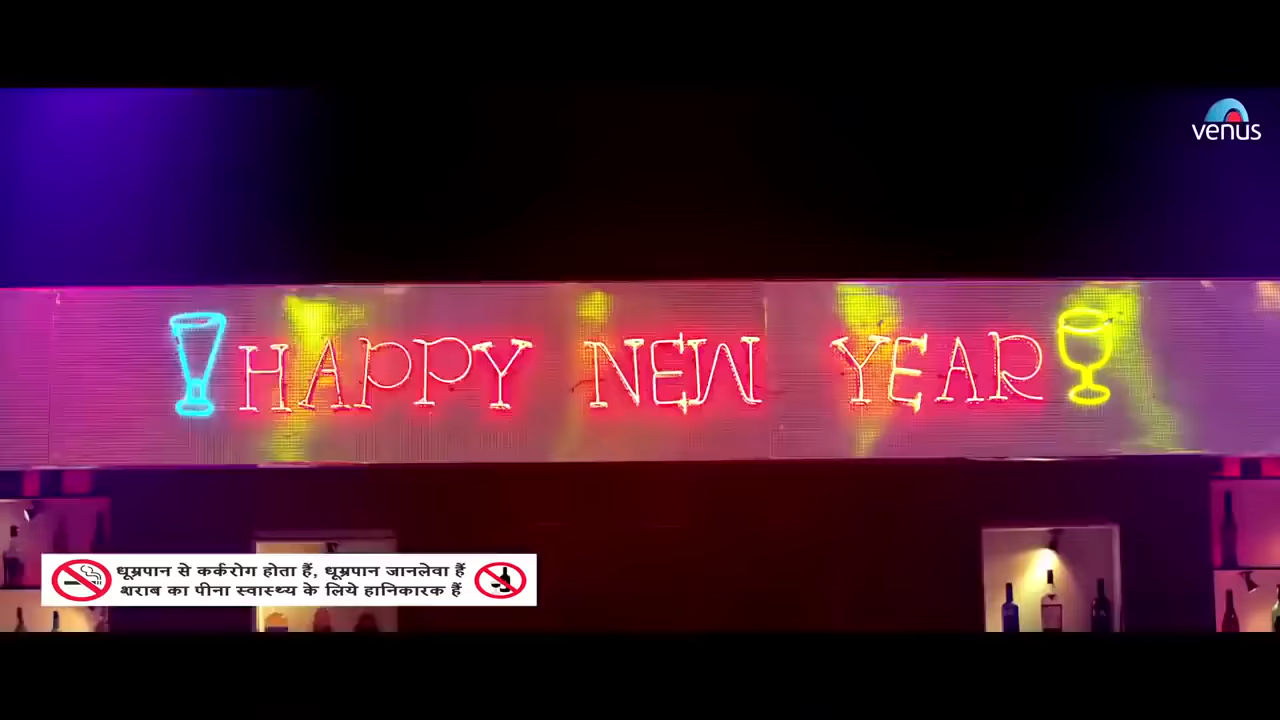 venus
HAPPY NEW YEAR
धूम्रपान से कर्करोग होता हैं, धूम्रपान जानलेवा हैं
शराब का पीना स्वास्थ्य के लिये हानिकारक हैं